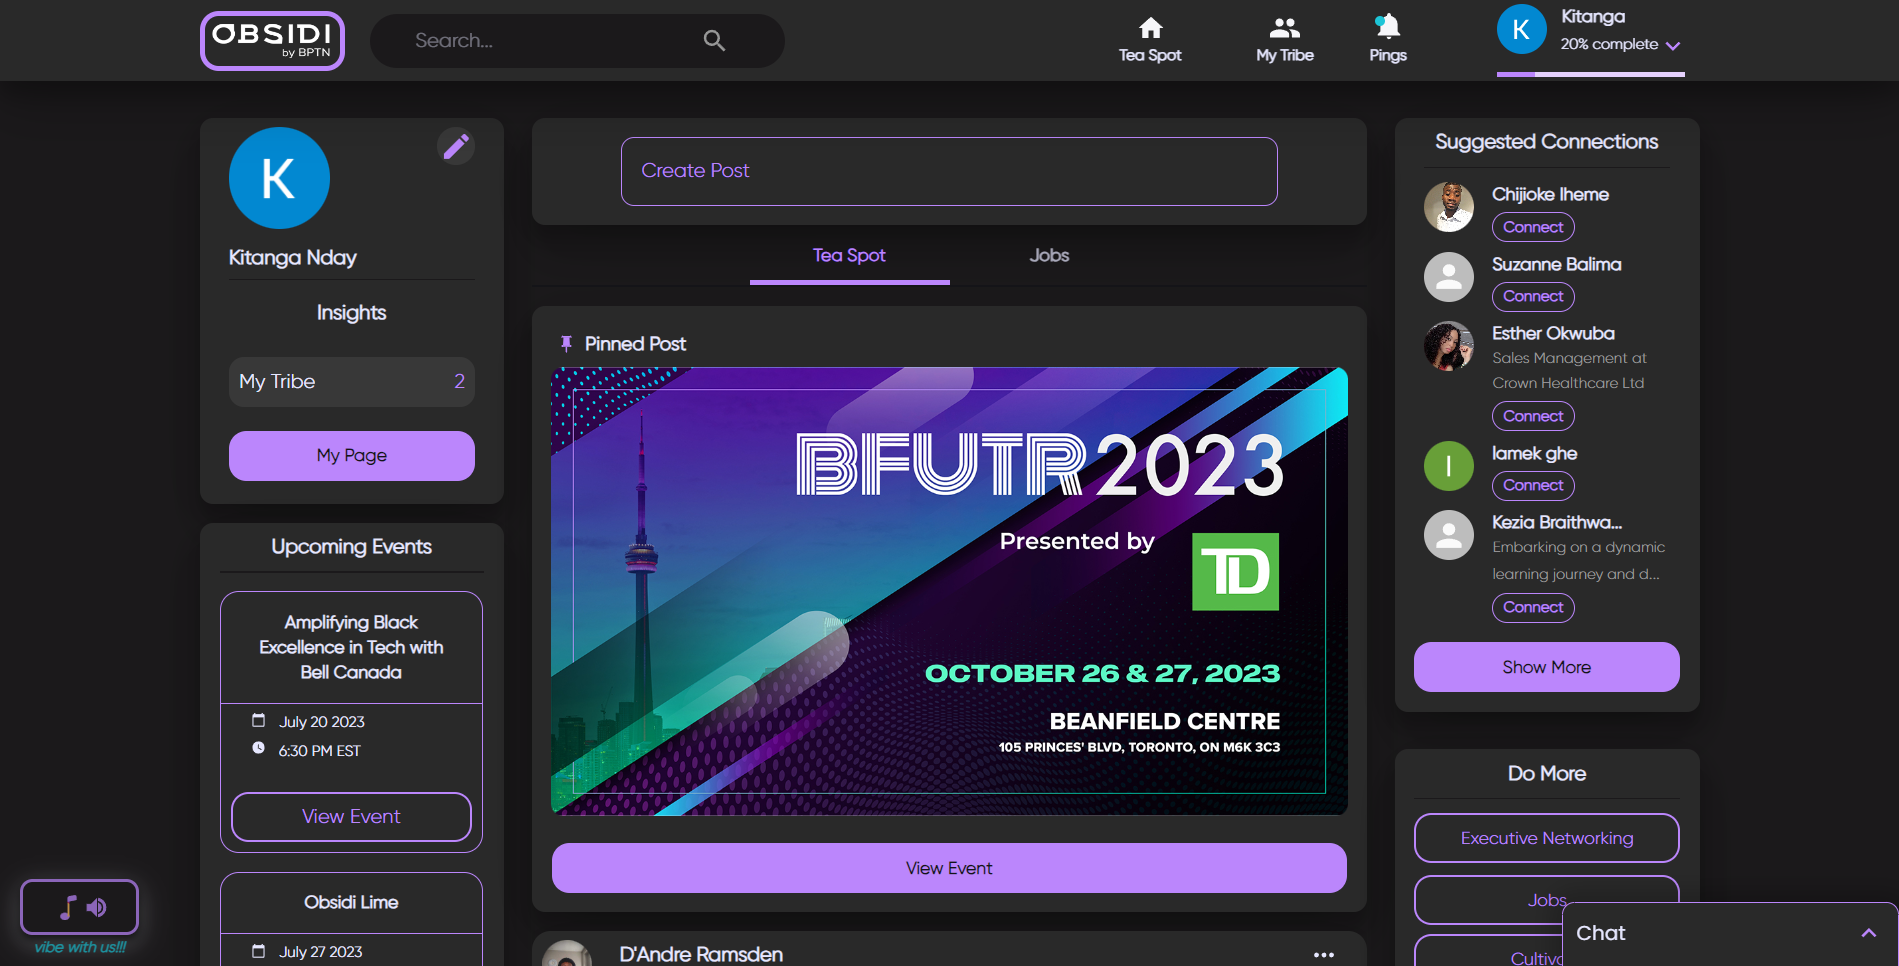 OBSIDI
by BPTN
Search...
Tea Spot
My Tribe
Pings
K
Kitanga
20% complete
K
Kitanga Nday
Insights
My Tribe 2
My Page
Upcoming Events
Amplifying Black
Excellence in Tech with
Bell Canada
July 20 2023
6:30 PM EST
View Event
Obsidi Lime
July 27 2023
vibe with us!!!
Create Post
Tea Spot
Jobs
Pinned Post
BFUTR2023
Presented by
TD
OCTOBER 26 & 27, 2023
BEANFIELD CENTRE
105 PRINCES' BLVD, TORONTO, ON M6K 3C3
View Event
D'Andre Ramsden
Suggested Connections
Chijioke Iheme
Connect
Suzanne Balima
Connect
Esther Okwuba
Sales Management at
Crown Healthcare Ltd
Connect
l
lamek ghe
Connect
Kezia Braithwa...
Embarking on a dynamic
learning journey and d...
Connect
Show More
Do More
Executive Networking
Jobs
Chat